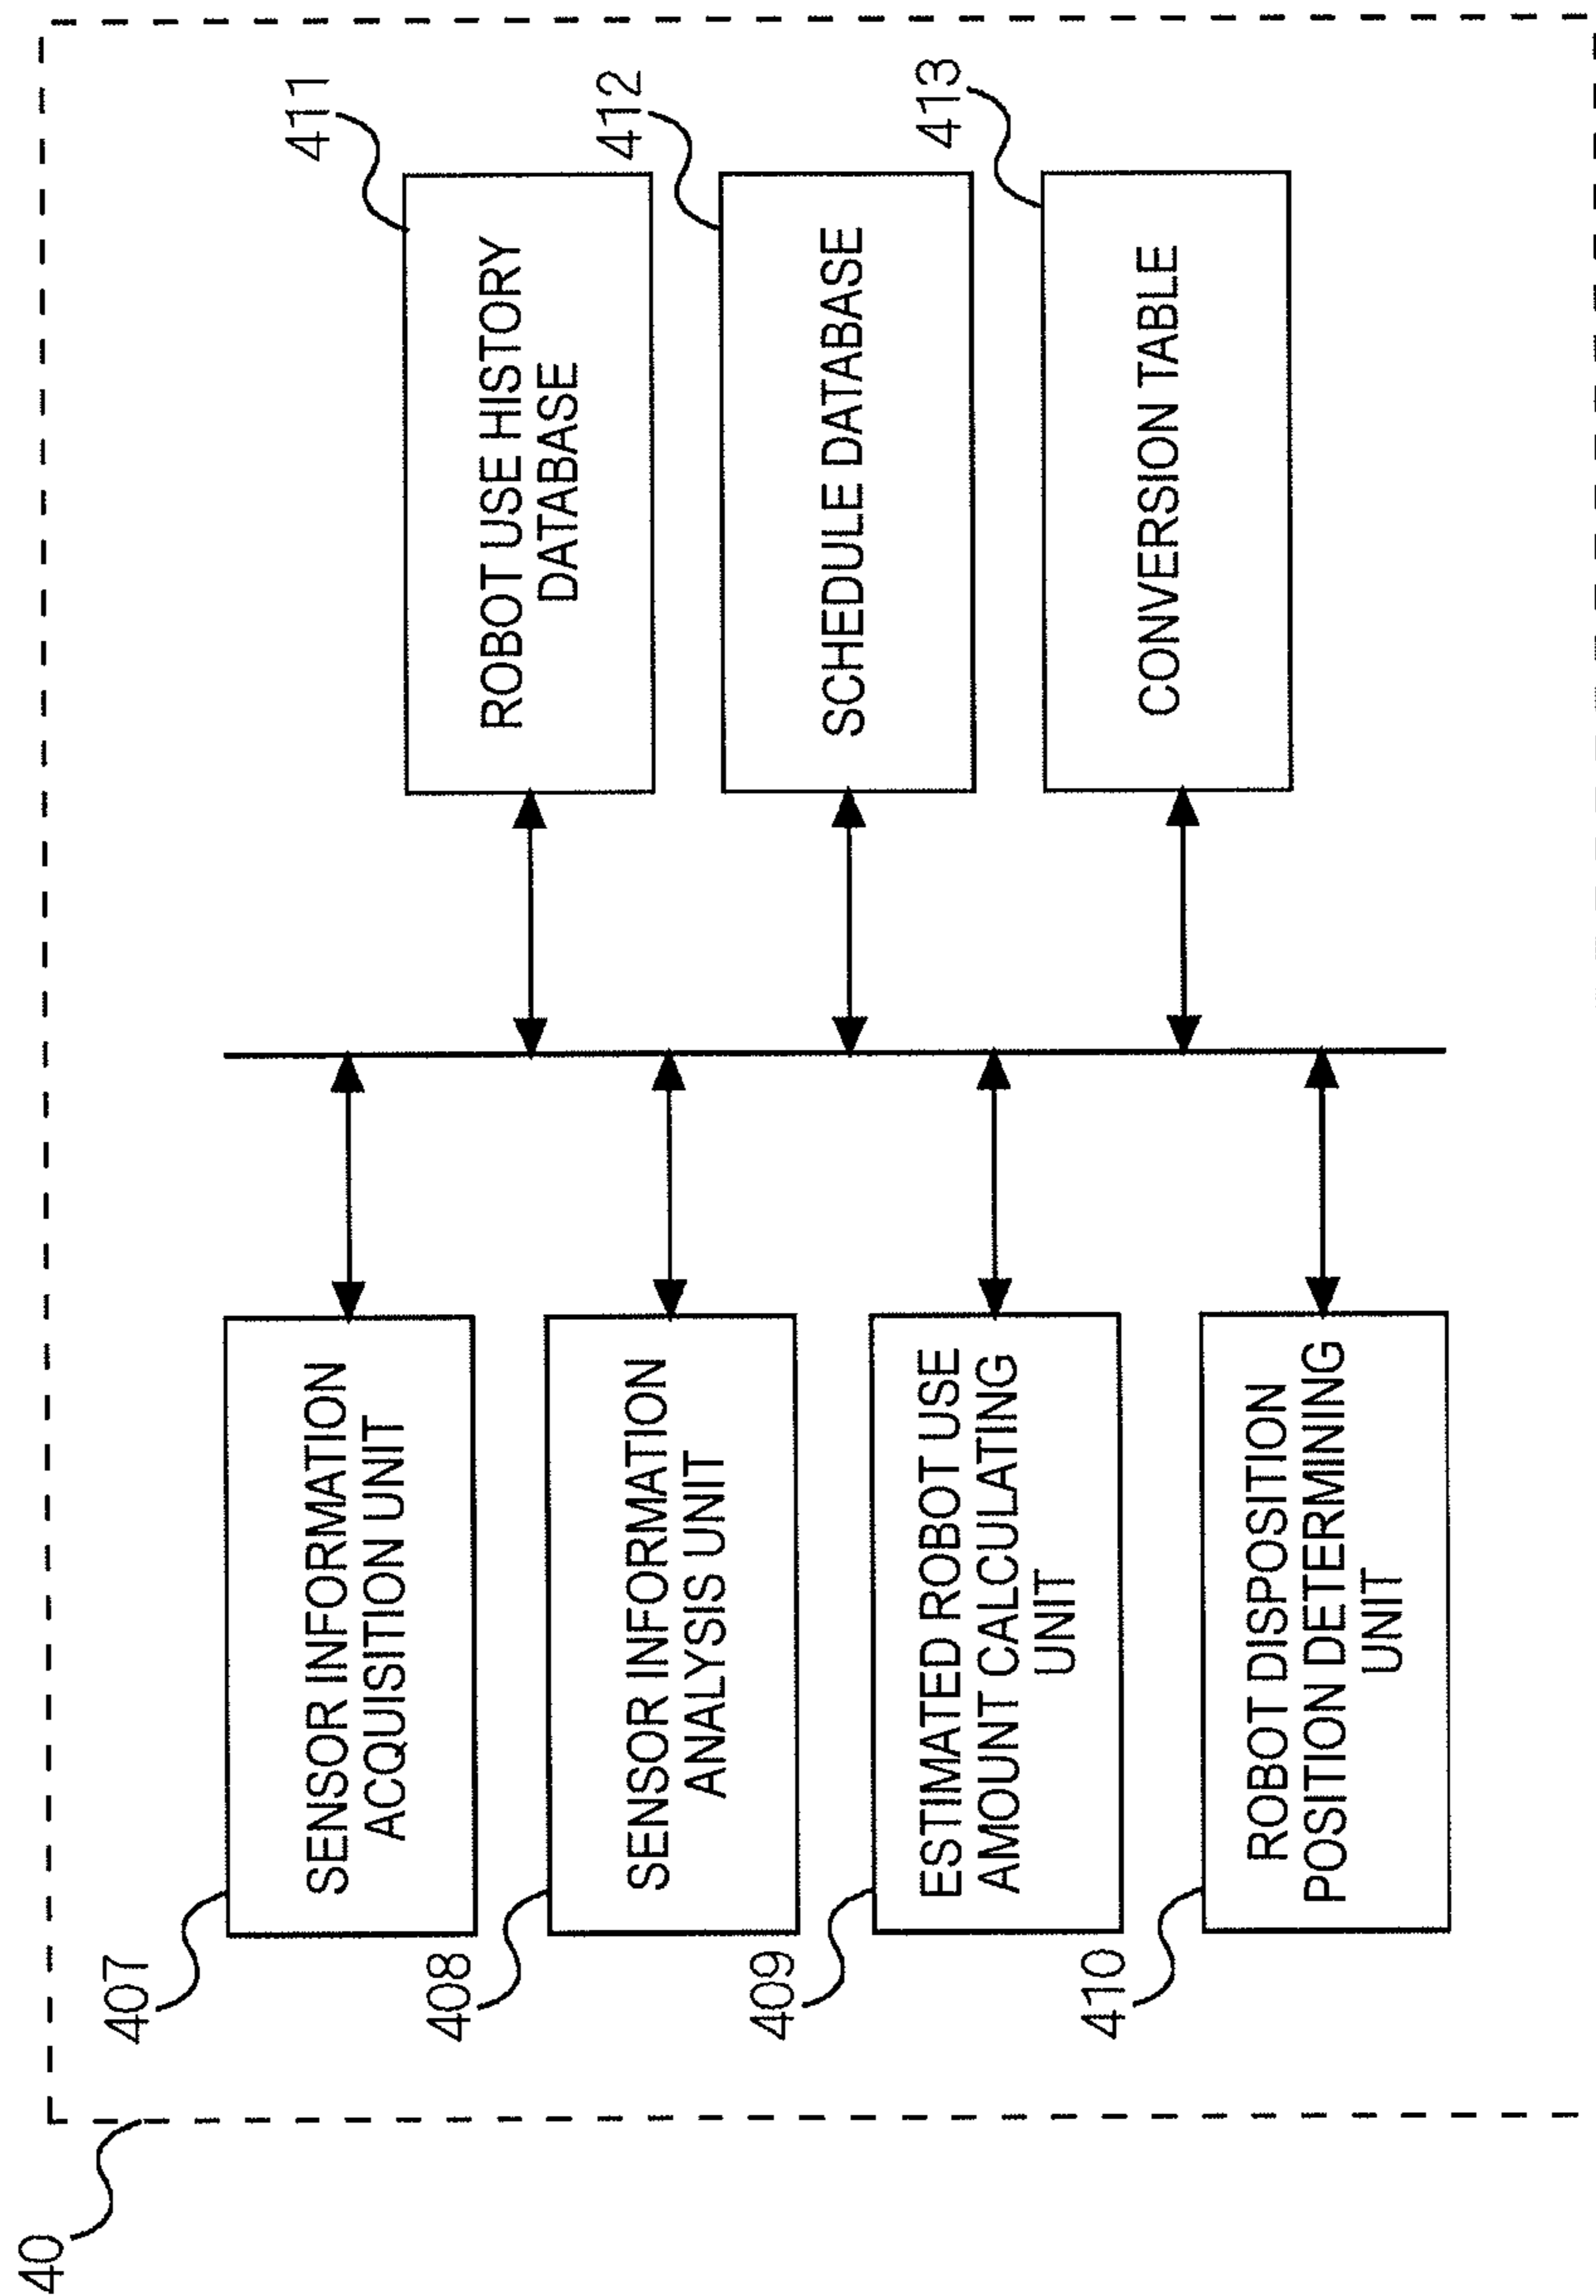 40
407
SENSOR INFORMATION
ACQUISITION UNIT
408
SENSOR INFORMATION
ANALYSIS UNIT
409
ESTIMATED ROBOT USE
AMOUNT CALCULATING
UNIT
410
ROBOT DISPOSITION
POSITION DETERMINING
UNIT
411
ROBOT USE HISTORY
DATABASE
412
SCHEDULE DATABASE
413
CONVERSION TABLE